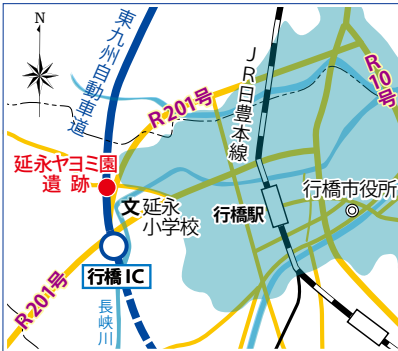 N
東九州自動車道
R201号
JR日豊本線
R10号
延永ヤヨミ園
遺跡
文 延永
小学校
行橋駅
行橋市役所
行橋IC
R201号
長峡川